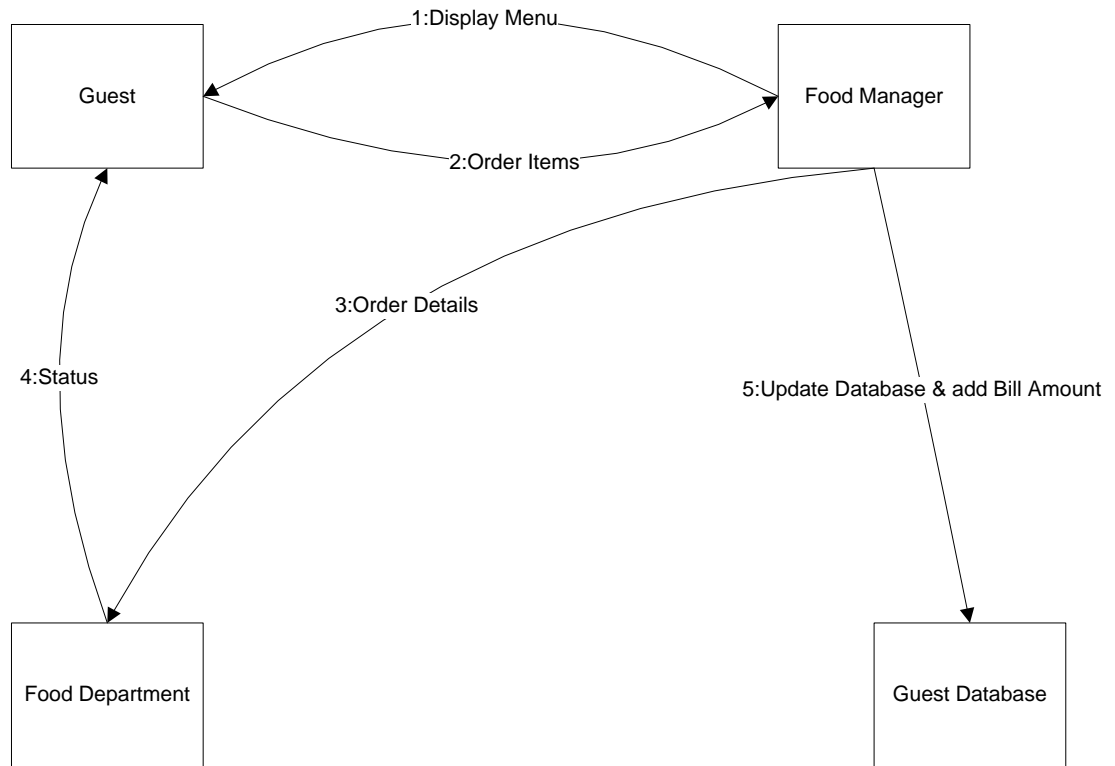 1:Display Menu
Guest
Food Manager
2:Order Items
3:Order Details
4:Status
5:Update Database & add Bill Amount
Food Department
Guest Database